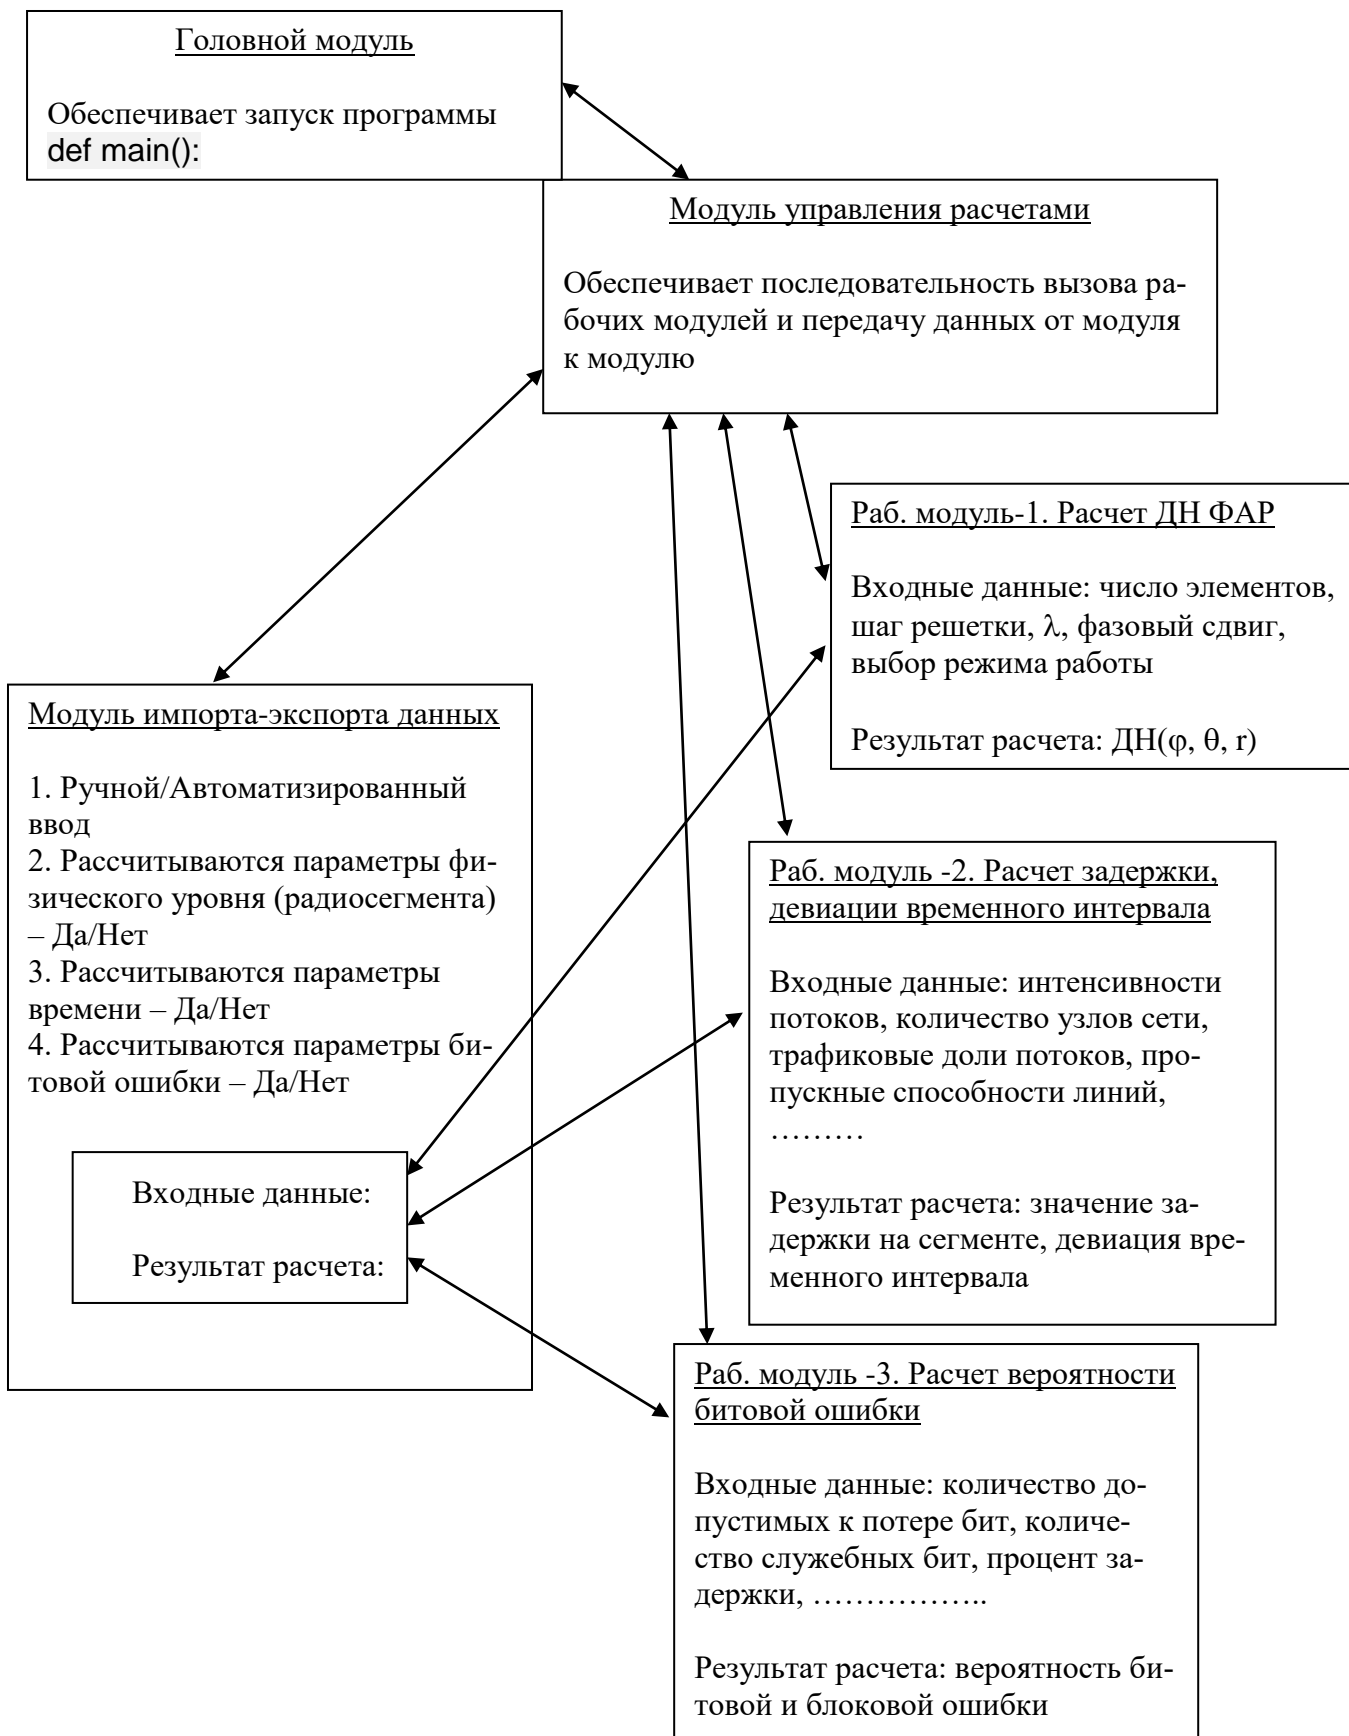 Головной модуль
Обеспечивает запуск программы
def main():
Модуль управления расчетами
Обеспечивает последовательность вызова ра-
бочих модулей и передачу данных от модуля
к модулю
Раб. модуль-1. Расчет ДН ФАР
Входные данные: число элементов,
шаг решетки, λ, фазовый сдвиг,
выбор режима работы
Результат расчета: ДН(φ, θ, r)
Модуль импорта-экспорта данных
1. Ручной/Автоматизированный
ввод
2. Рассчитываются параметры фи-
зического уровня (радиосегмента)
– Да/Нет
3. Рассчитываются параметры
времени – Да/Нет
4. Рассчитываются параметры би-
товой ошибки – Да/Нет
Входные данные:
Результат расчета:
Раб. модуль -2. Расчет задержки,
девиации временного интервала
Входные данные: интенсивности
потоков, количество узлов сети,
трафиковые доли потоков, про-
пускные способности линий,
………
Результат расчета: значение за-
держки на сегменте, девиация вре-
менного интервала
Раб. модуль -3. Расчет вероятности
битовой ошибки
Входные данные: количество до-
пустимых к потере бит, количе-
ство служебных бит, процент за-
держки, ……………..
Результат расчета: вероятность би-
товой и блоковой ошибки